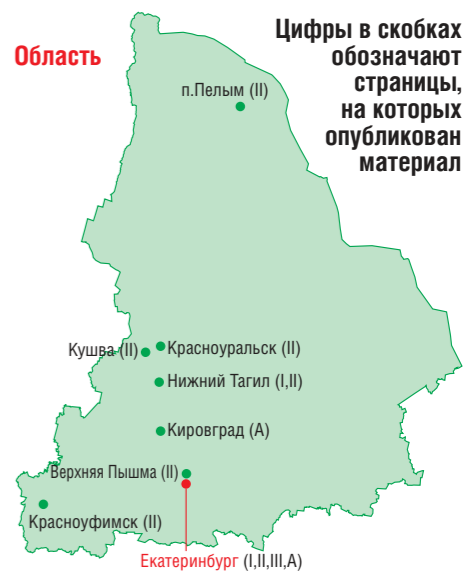 Область
Цифры в скобках
обозначают
страницы,
на которых
опубликован
материал
п.Пелым (II)
Кушва (II)
Красноуральск (II)
Нижний Тагил (I,II)
Кировград (А)
Верхняя Пышма (II)
Красноуфимск (II)
Екатеринбург (I,II,III,А)